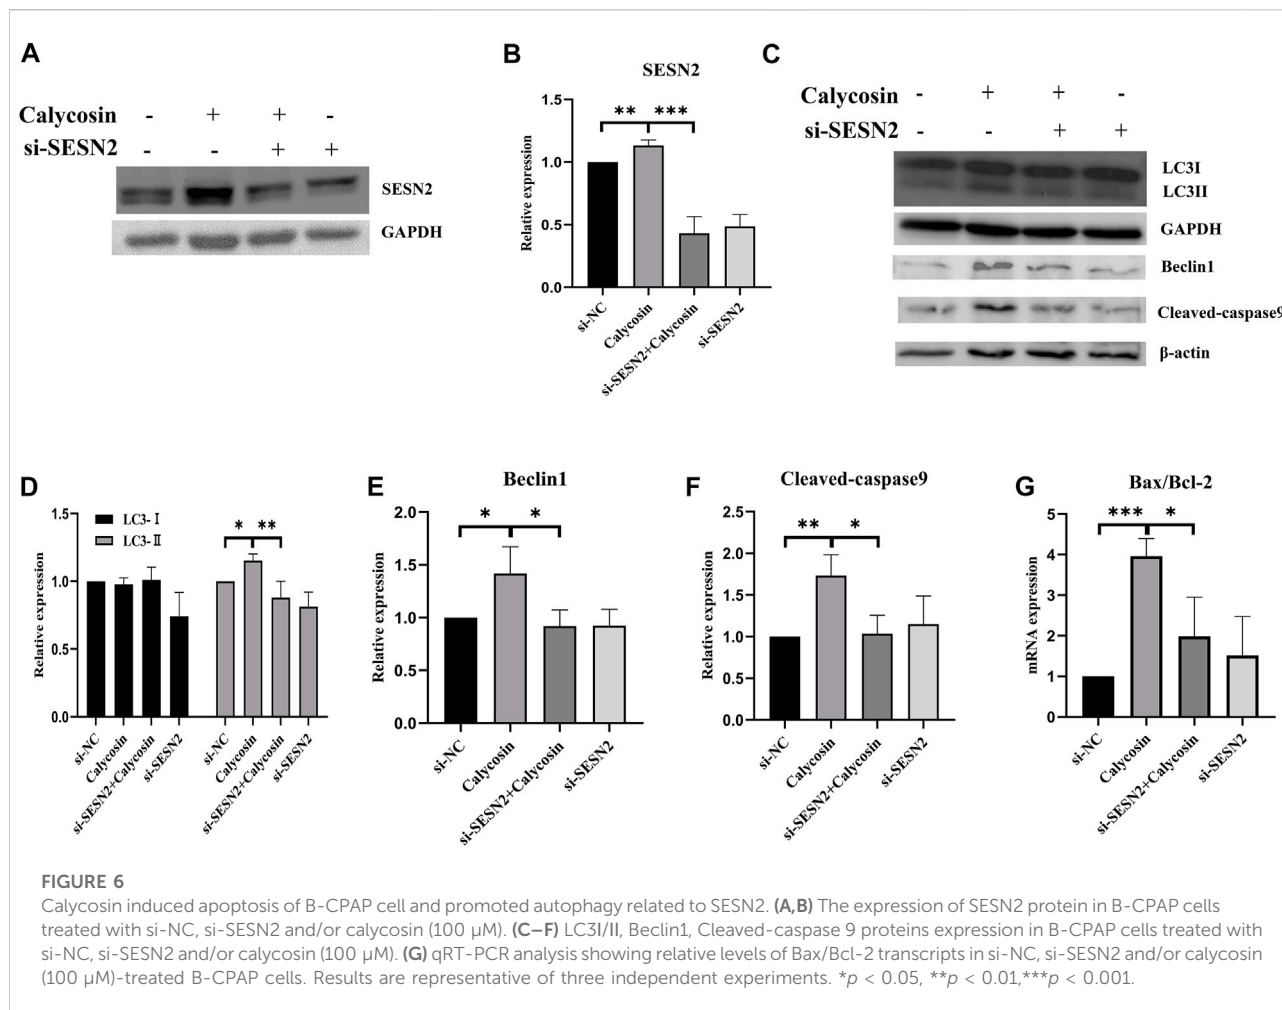 A
Calycosin - + + -
si-SESN2 - - + +
SESN2
GAPDH
B
SESN2
Relative expression
1.5
1.0
0.5
0.0
** ***
si-NC
Calycosin
si-SESN2+Calycosin
si-SESN2
C
Calycosin - + + -
si-SESN2 - - + +
LC3I
LC3II
GAPDH
Beclin1
Cleaved-caspase9
β-actin
D
LC3-Ⅰ
LC3-Ⅱ
Relative expression
1.5
1.0
0.5
0.0
* **
si-NC
Calycosin
si-SESN2+Calycosin
si-SESN2
si-NC
Calycosin
si-SESN2+Calycosin
si-SESN2
E
Beclin1
Relative expression
2.0
1.5
1.0
0.5
0.0
* *
si-NC
Calycosin
si-SESN2+Calycosin
si-SESN2
F
Cleaved-caspase9
Relative expression
2.5
2.0
1.5
1.0
0.5
0.0
** *
si-NC
Calycosin
si-SESN2+Calycosin
si-SESN2
G
Bax/Bcl-2
mRNA expression
5
4
3
2
1
0
*** *
si-NC
Calycosin
si-SESN2+Calycosin
si-SESN2
FIGURE 6
Calycosin induced apoptosis of B-CPAP cell and promoted autophagy related to SESN2. (A,B) The expression of SESN2 protein in B-CPAP cells
treated with si-NC, si-SESN2 and/or calycosin (100 μM). (C–F) LC3I/II, Beclin1, Cleaved-caspase 9 proteins expression in B-CPAP cells treated with
si-NC, si-SESN2 and/or calycosin (100 μM). (G) qRT-PCR analysis showing relative levels of Bax/Bcl-2 transcripts in si-NC, si-SESN2 and/or calycosin
(100 μM)-treated B-CPAP cells. Results are representative of three independent experiments. *p < 0.05, **p < 0.01,***p < 0.001.